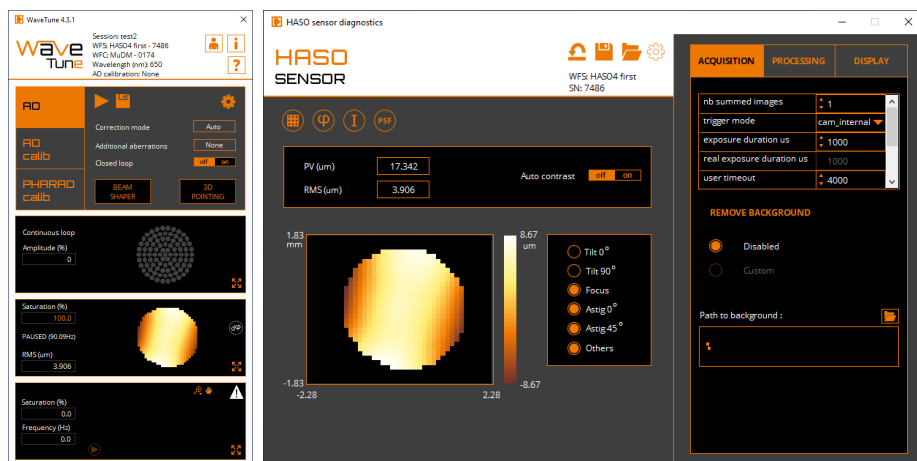 WaveTune 4.3.1
WAVE
TUNE
Session: test2
WFS: HASO4 first - 7486
WFC: MuDM - 0174
Wavelength (nm): 650
AO calibration: None
i
?
AO
AO
calib
PHARAO
calib
Correction mode
Auto
Additional aberrations
None
Closed loop
off on
BEAM
SHAPER
3D
POINTING
Continuous loop
Amplitude (%)
0
Saturation (%)
100,0
PAUSED (90.09Hz)
RMS (um)
3.906
Saturation (%)
0.0
Frequency (Hz)
0.0
HASO sensor diagnostics
HASO
SENSOR
WFS: HASO4 first
SN: 7486
φ
I
PSF
PV (um)
17.342
RMS (um)
3.906
Auto contrast
off on
1.83
mm
-1.83
-2.28
2.28
8.67
um
-8.67
Tilt 0°
Tilt 90°
Focus
Astig 0°
Astig 45°
Others
ACQUISITION
PROCESSING
DISPLAY
nb summed images
1
trigger mode
cam_internal
exposure duration us
1000
real exposure duration us
1000
user timeout
4000
REMOVE BACKGROUND
Disabled
Custom
Path to background :